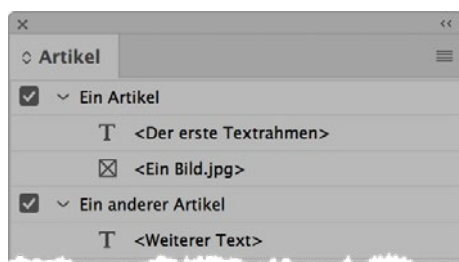 Artikel
Ein Artikel
<Der erste Textrahmen>
<Ein Bild.jpg>
Ein anderer Artikel
<Weiterer Text>